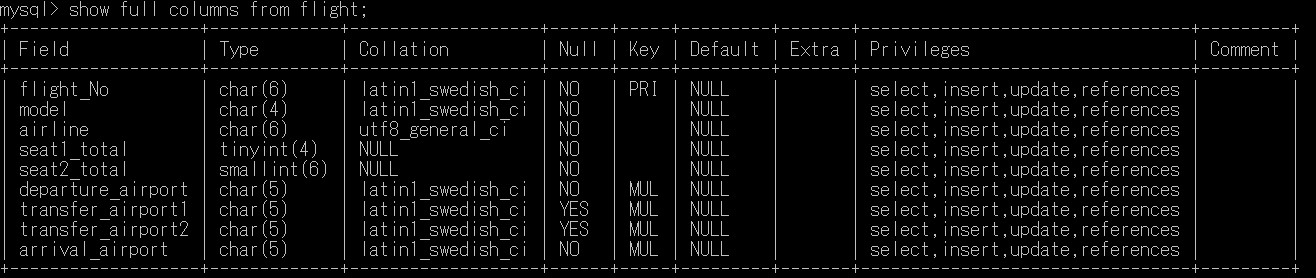 mysql> show full columns from flight;
+-------------------+-------------+-------------------+------+-----+---------+-------+---------------------------------+---------+
| Field             | Type        | Collation         | Null | Key | Default | Extra | Privileges                      | Comment |
+-------------------+-------------+-------------------+------+-----+---------+-------+---------------------------------+---------+
| flight_No         | char(6)     | latin1_swedish_ci | NO   | PRI | NULL    |       | select,insert,update,references |         |
| model             | char(4)     | latin1_swedish_ci | NO   |     | NULL    |       | select,insert,update,references |         |
| airline           | char(6)     | utf8_general_ci   | NO   |     | NULL    |       | select,insert,update,references |         |
| seat1_total       | tinyint(4)  | NULL              | NO   |     | NULL    |       | select,insert,update,references |         |
| seat2_total       | smallint(6) | NULL              | NO   |     | NULL    |       | select,insert,update,references |         |
| departure_airport | char(5)     | latin1_swedish_ci | NO   | MUL | NULL    |       | select,insert,update,references |         |
| transfer_airport1 | char(5)     | latin1_swedish_ci | YES  | MUL | NULL    |       | select,insert,update,references |         |
| transfer_airport2 | char(5)     | latin1_swedish_ci | YES  | MUL | NULL    |       | select,insert,update,references |         |
| arrival_airport   | char(5)     | latin1_swedish_ci | NO   | MUL | NULL    |       | select,insert,update,references |         |
+-------------------+-------------+-------------------+------+-----+---------+-------+---------------------------------+---------+